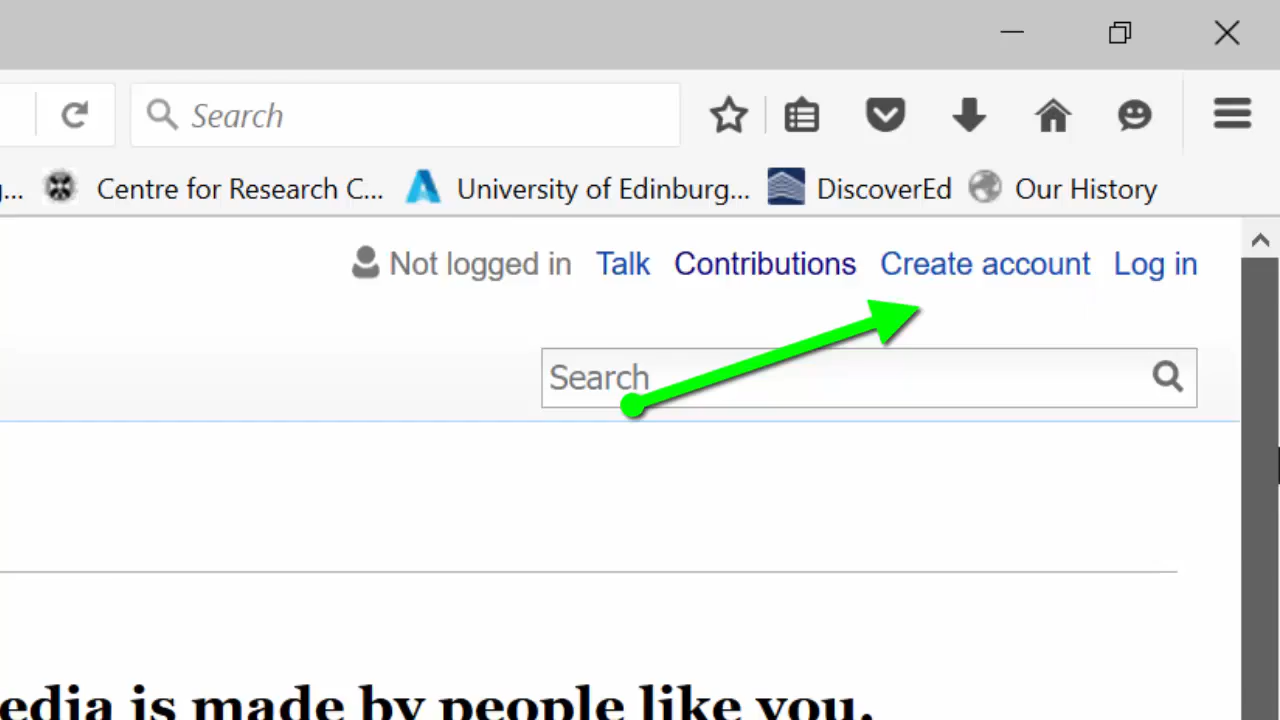 Search
g... Centre for Research C... University of Edinburg... DiscoverEd Our History
Not logged in Talk Contributions Create account Log in
Search
edia is made by people like you.